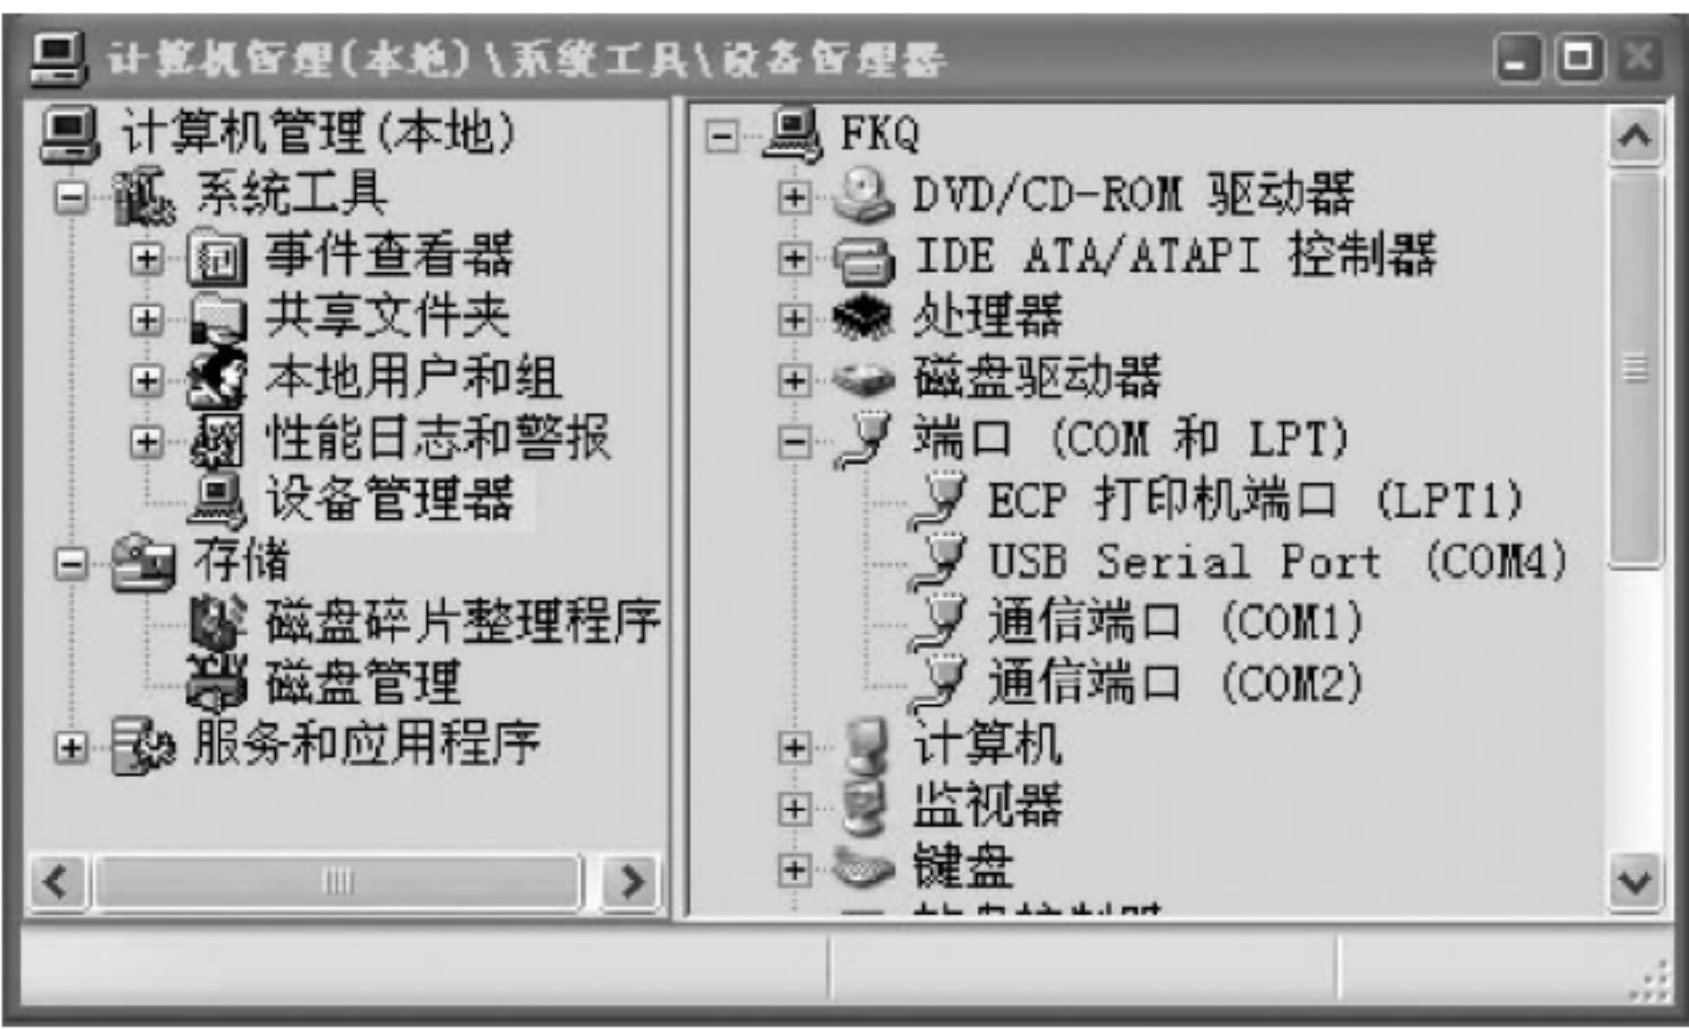 计算机管理(本地)\系统工具\设备管理器
计算机管理(本地)
系统工具
事件查看器
共享文件夹
本地用户和组
性能日志和警报
设备管理器
存储
磁盘碎片整理程序
磁盘管理
服务和应用程序
FKQ
DVD/CD-ROM 驱动器
IDE ATA/ATAPI 控制器
处理器
磁盘驱动器
端口 (COM 和 LPT)
ECP 打印机端口 (LPT1)
USB Serial Port (COM4)
通信端口 (COM1)
通信端口 (COM2)
计算机
监视器
键盘